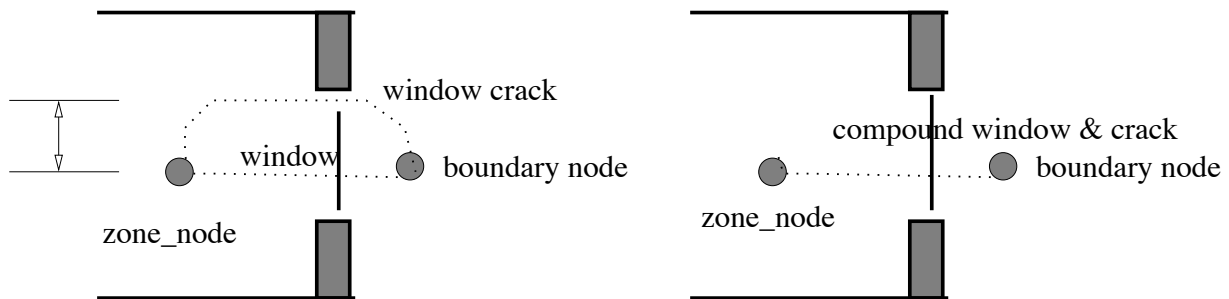 window crack
window
boundary node
zone_node
compound window & crack
boundary node
zone_node